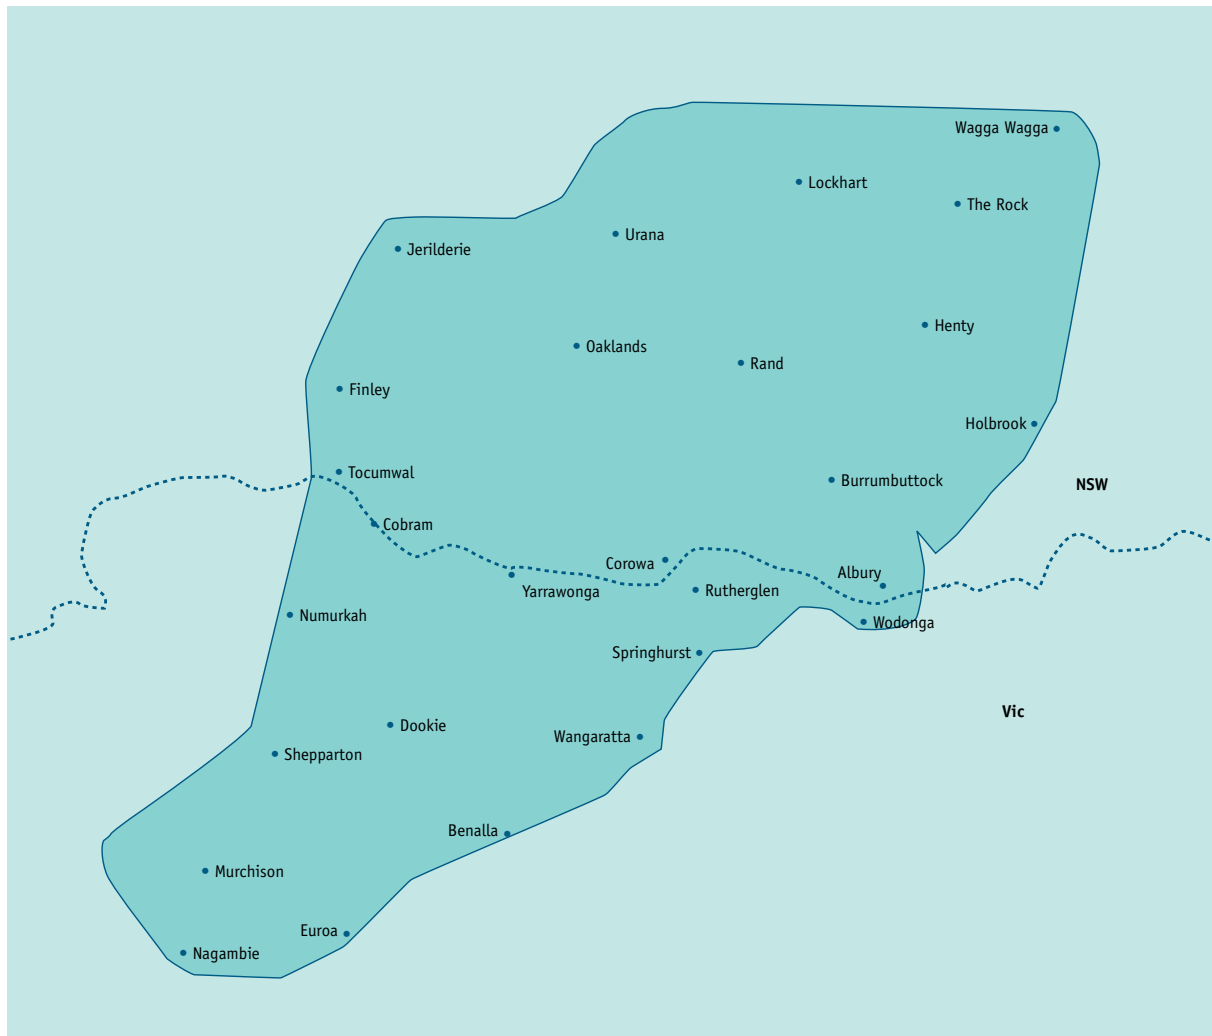 Wagga Wagga
Lockhart
The Rock
Urana
Jerilderie
Henty
Oaklands
Rand
Finley
Holbrook
Tocumwal
Burrumbuttock
NSW
Cobram
Corowa
Albury
Yarrawonga
Rutherglen
Numurkah
Wodonga
Springhurst
Vic
Dookie
Wangaratta
Shepparton
Benalla
Murchison
Euroa
Nagambie